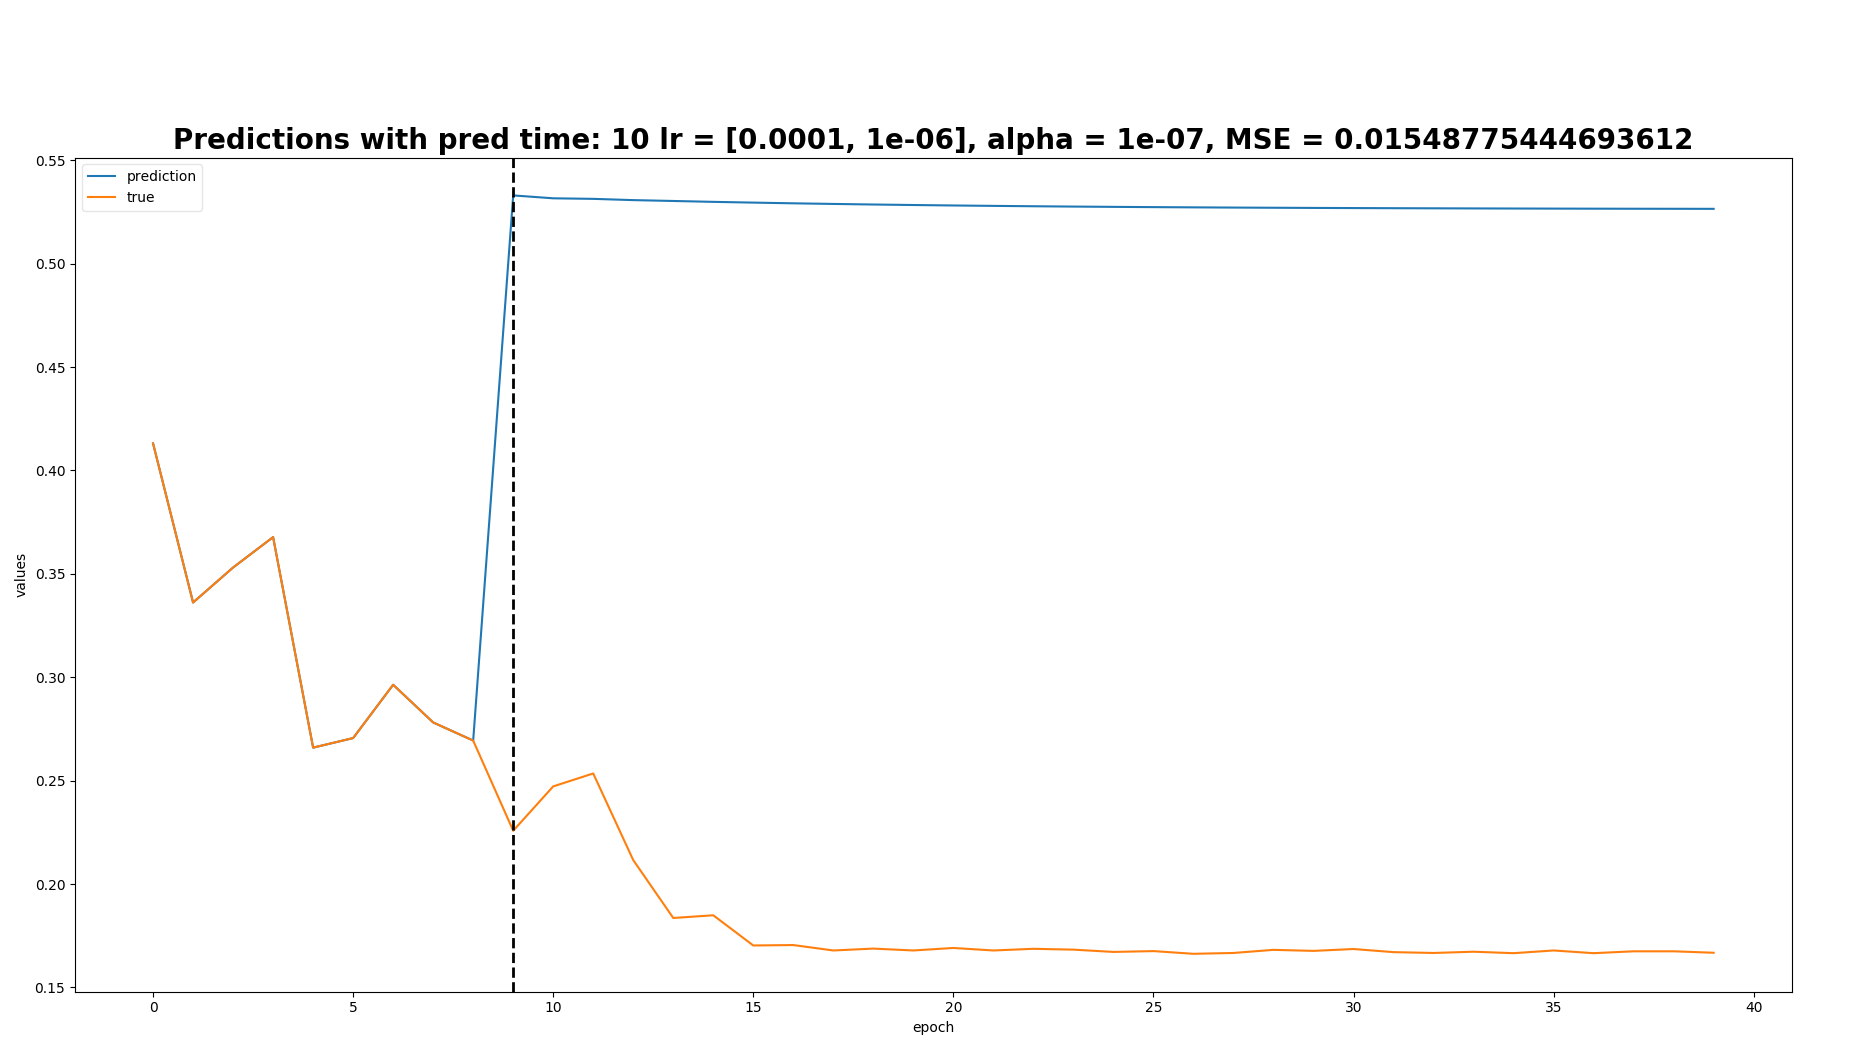 Predictions with pred time: 10 lr = [0.0001, 1e-06], alpha = 1e-07, MSE = 0.01548775444693612
prediction
true
0.55
0.50
0.45
0.40
0.35
0.30
0.25
0.20
0.15
values
0 5 10 15 20 25 30 35 40
epoch